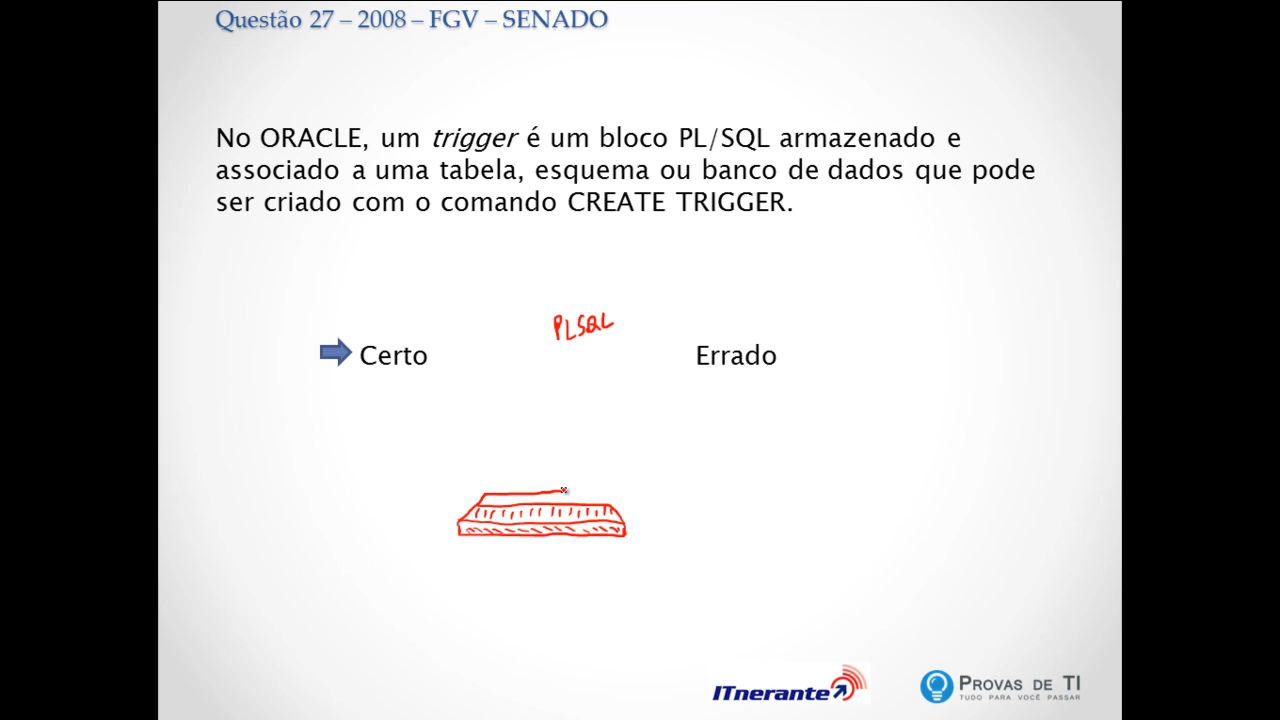 Questão 27 – 2008 – FGV – SENADO
No ORACLE, um trigger é um bloco PL/SQL armazenado e
associado a uma tabela, esquema ou banco de dados que pode
ser criado com o comando CREATE TRIGGER.
PLSQL
Certo
Errado
ITnerante
PROVAS DE TI
TUDO PARA VOCÊ PASSAR